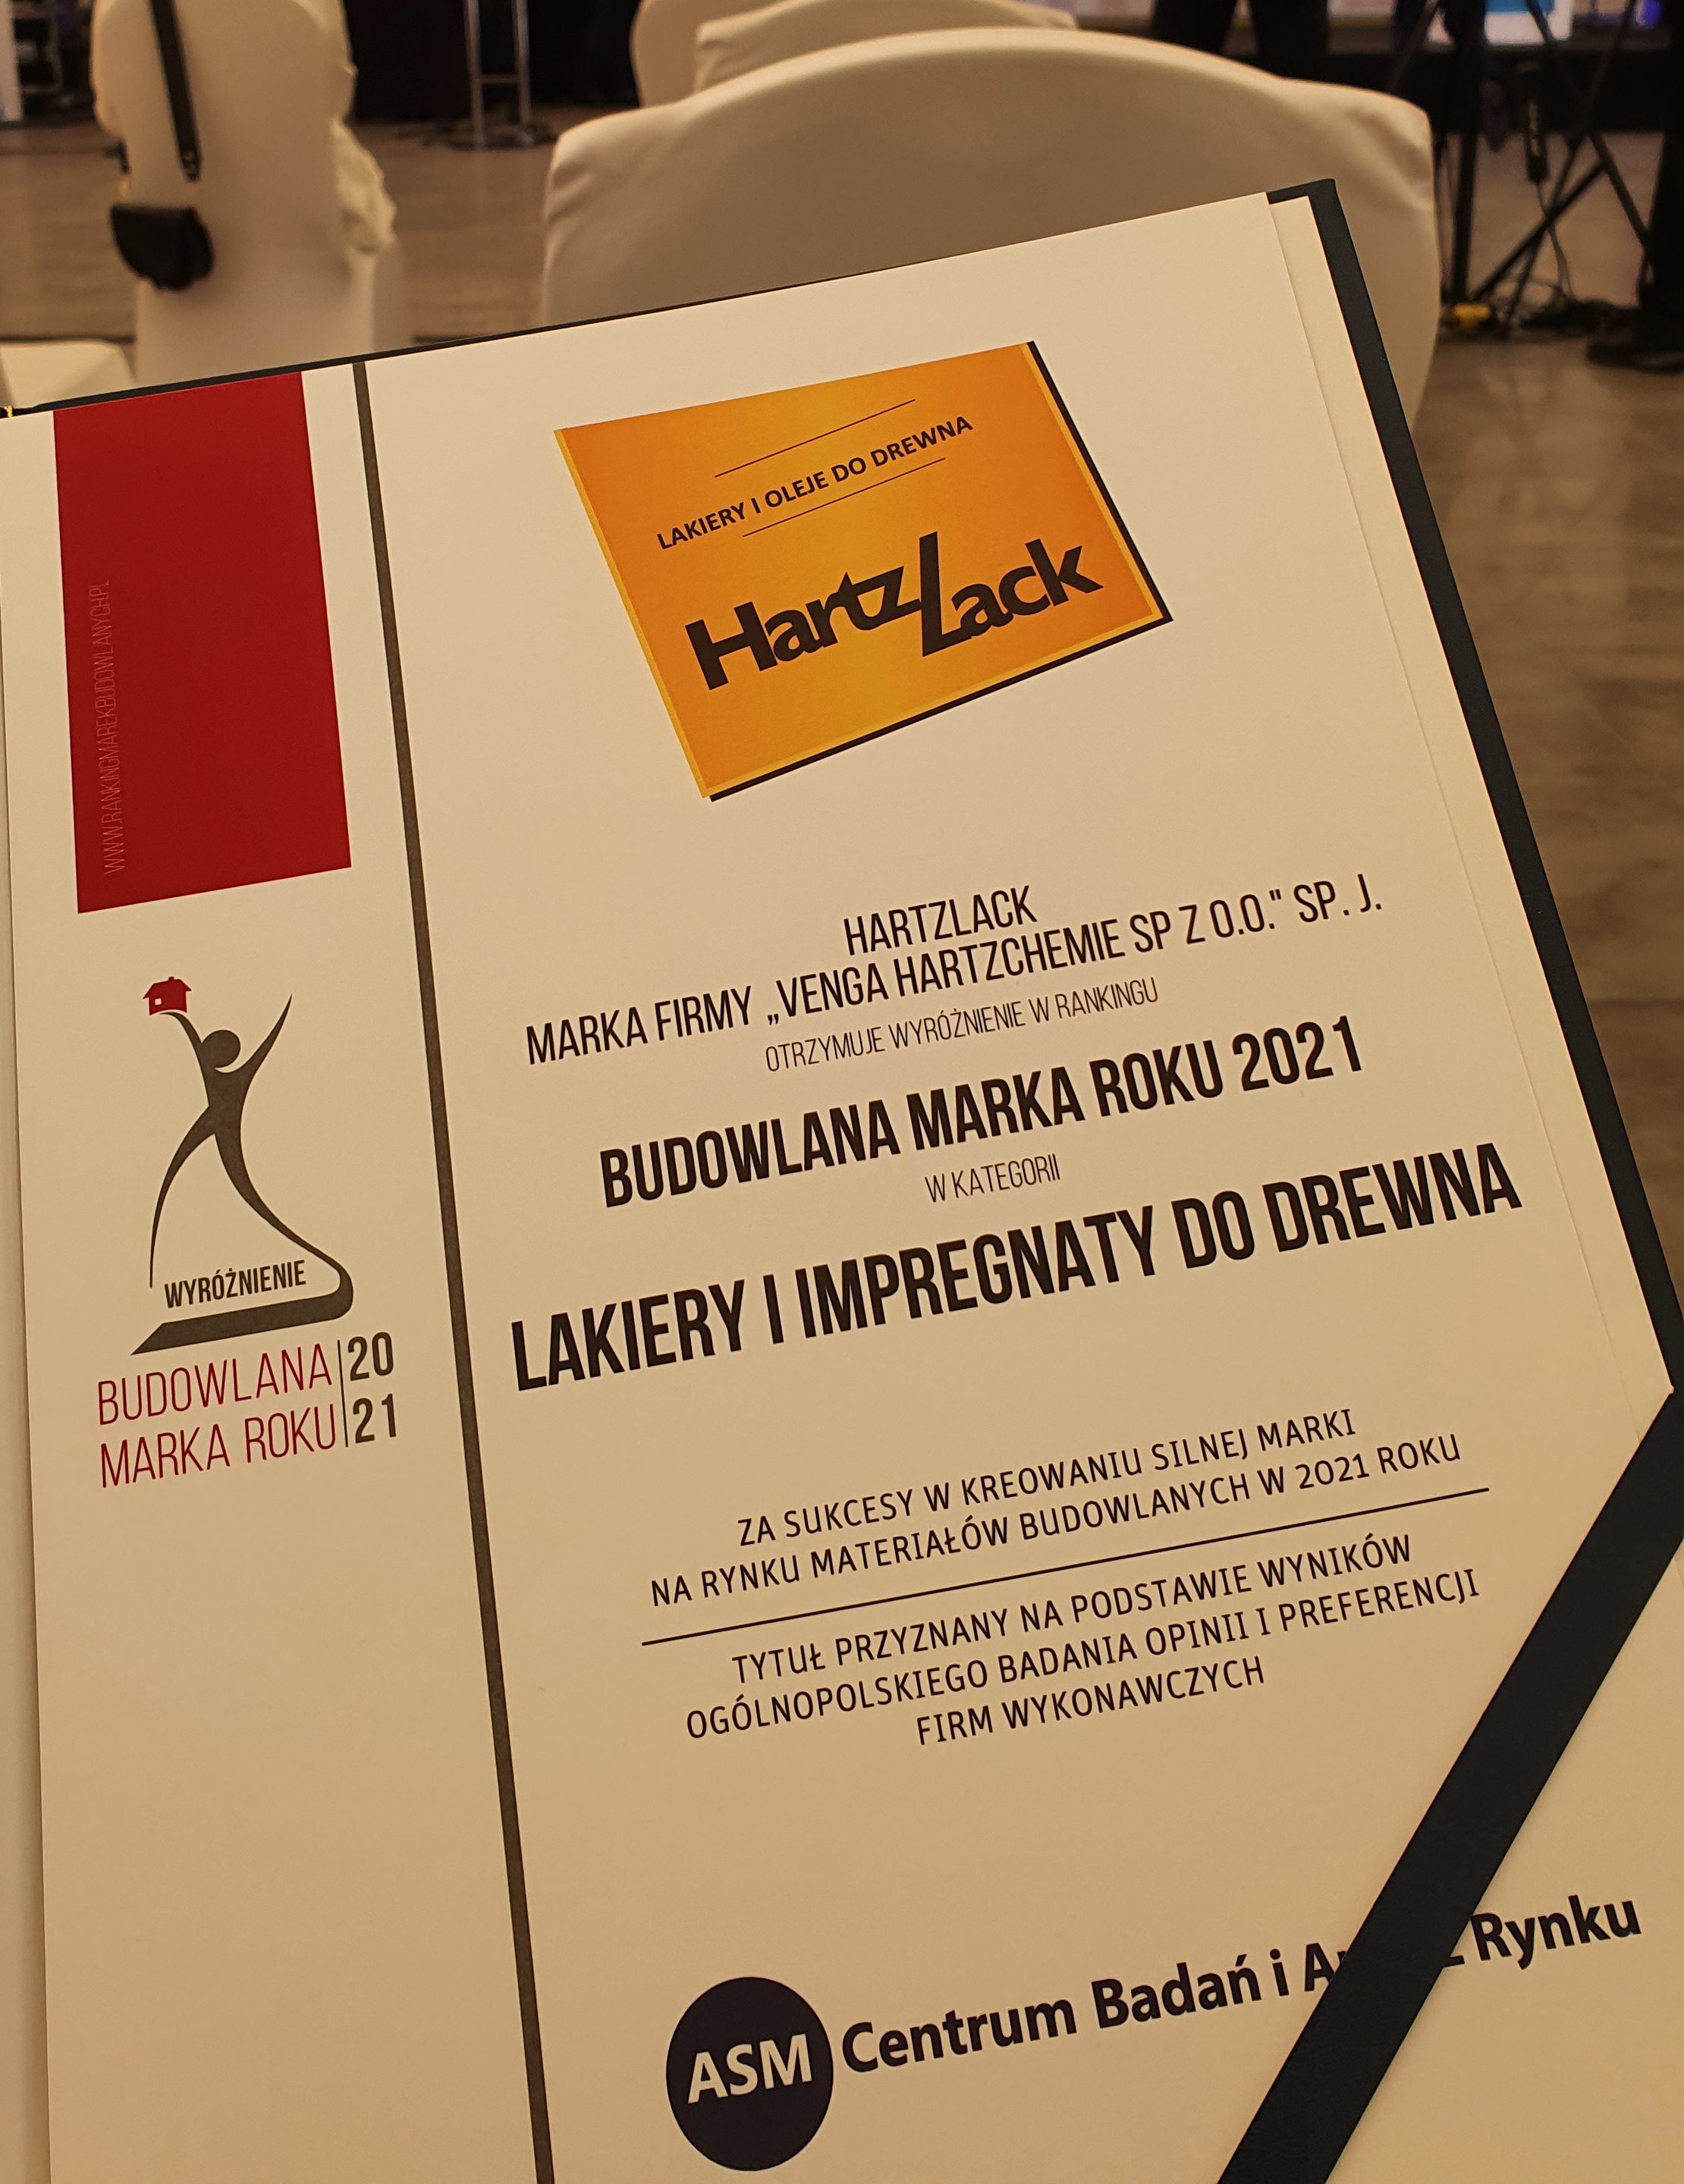 WWW.RANKINGMAREKBUDOWLANYCH.PL
WYRÓŻNIENIE
BUDOWLANA 20
MARKA ROKU 21
LAKIERY I OLEJE DO DREWNA
HartzLack
HARTZLACK
MARKA FIRMY „VENGA HARTZCHEMIE SP Z O.O." SP. J.
OTRZYMUJE WYRÓŻNIENIE W RANKINGU
BUDOWLANA MARKA ROKU 2021
W KATEGORII
LAKIERY I IMPREGNATY DO DREWNA
ZA SUKCESY W KREOWANIU SILNEJ MARKI
NA RYNKU MATERIAŁÓW BUDOWLANYCH W 2021 ROKU
TYTUŁ PRZYZNANY NA PODSTAWIE WYNIKÓW
OGÓLNOPOLSKIEGO BADANIA OPINII I PREFERENCJI
FIRM WYKONAWCZYCH
ASM Centrum Badań i Rynku